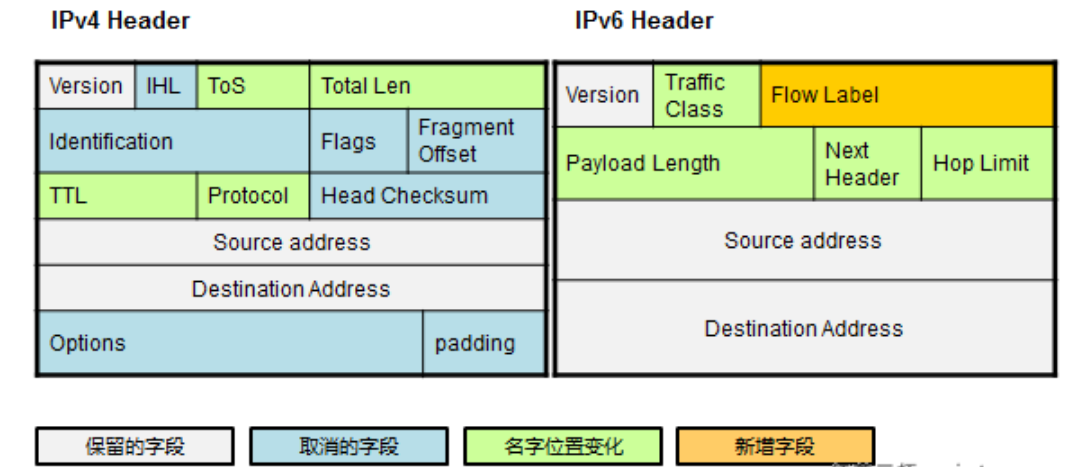 IPv4 Header
IPv6 Header
Version IHL ToS Total Len
Identification Flags Fragment
Offset
TTL Protocol Head Checksum
Source address
Destination Address
Options padding
Version Traffic
Class Flow Label
Payload Length Next
Header Hop Limit
Source address
Destination Address
保留的字段 取消的字段 名字位置变化 新增字段